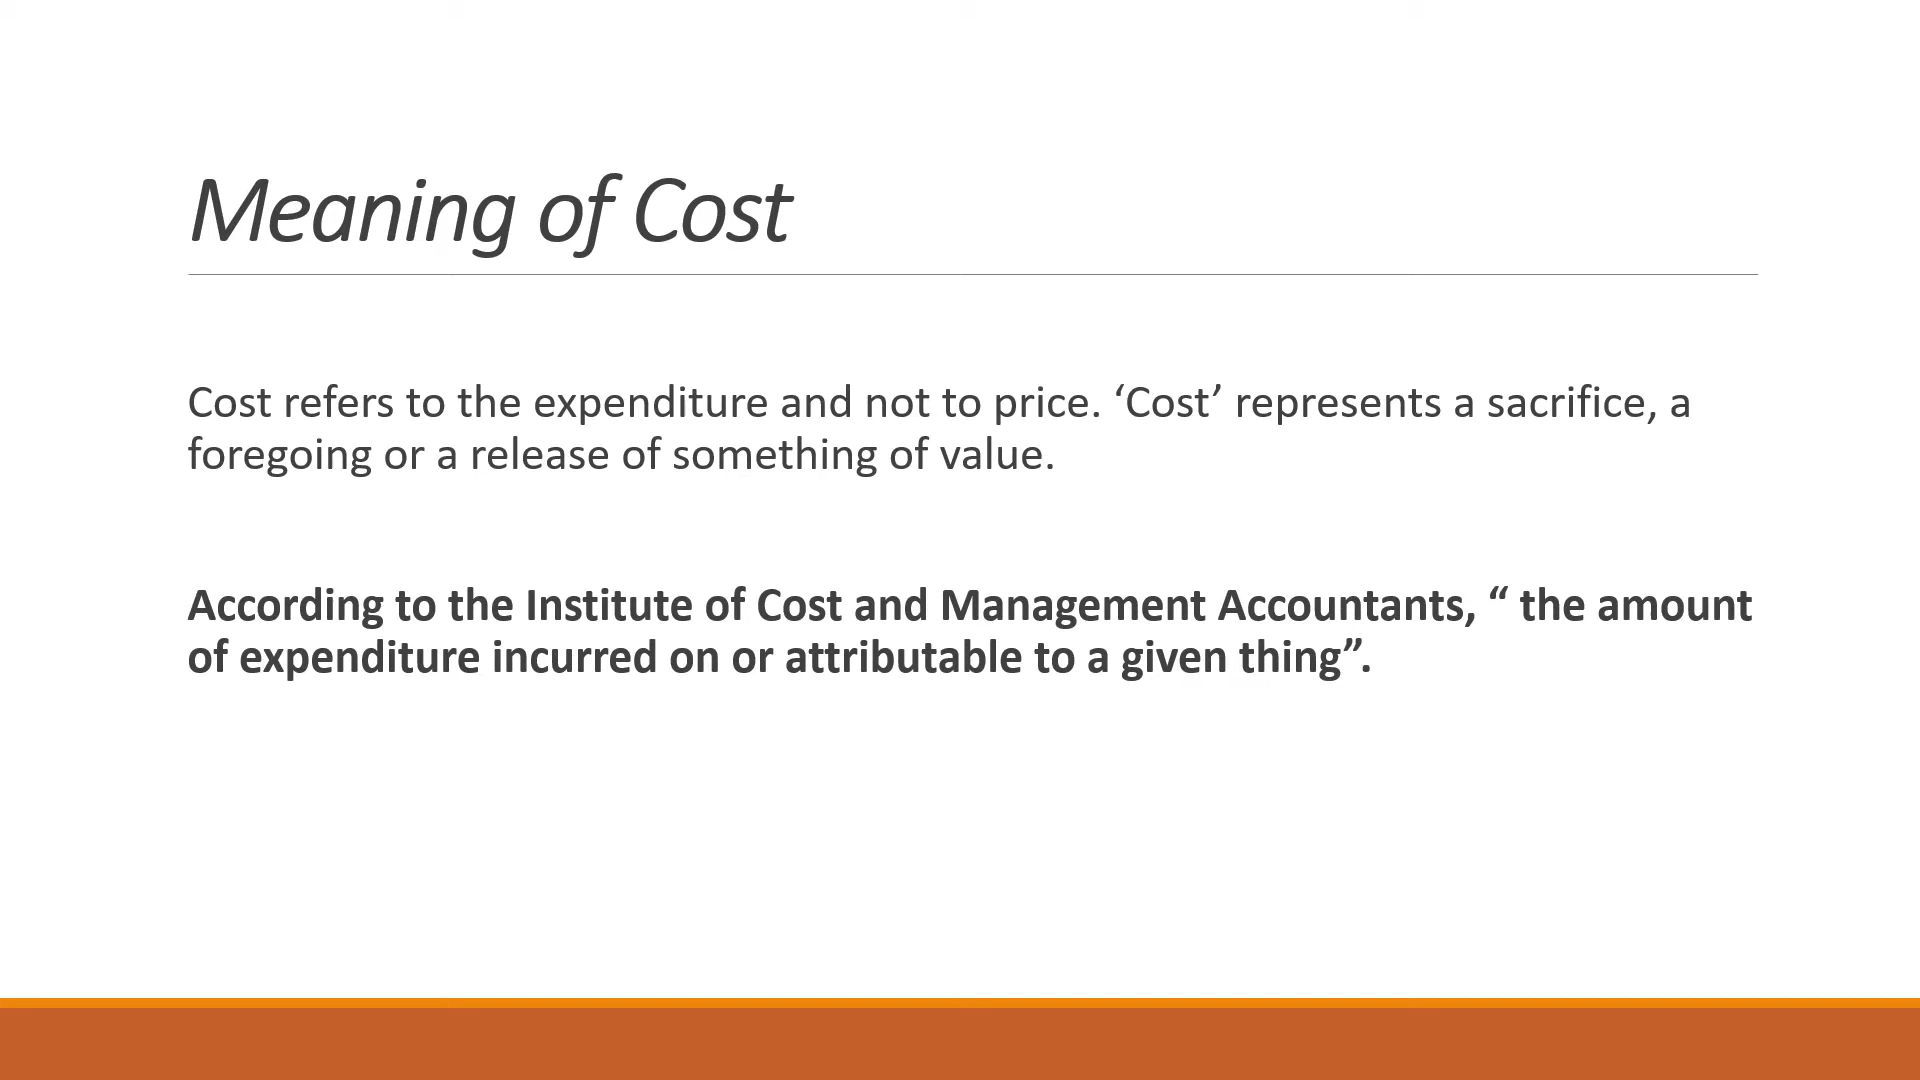 Meaning of Cost
Cost refers to the expenditure and not to price. ‘Cost’ represents a sacrifice, a
foregoing or a release of something of value.
According to the Institute of Cost and Management Accountants, “ the amount
of expenditure incurred on or attributable to a given thing”.